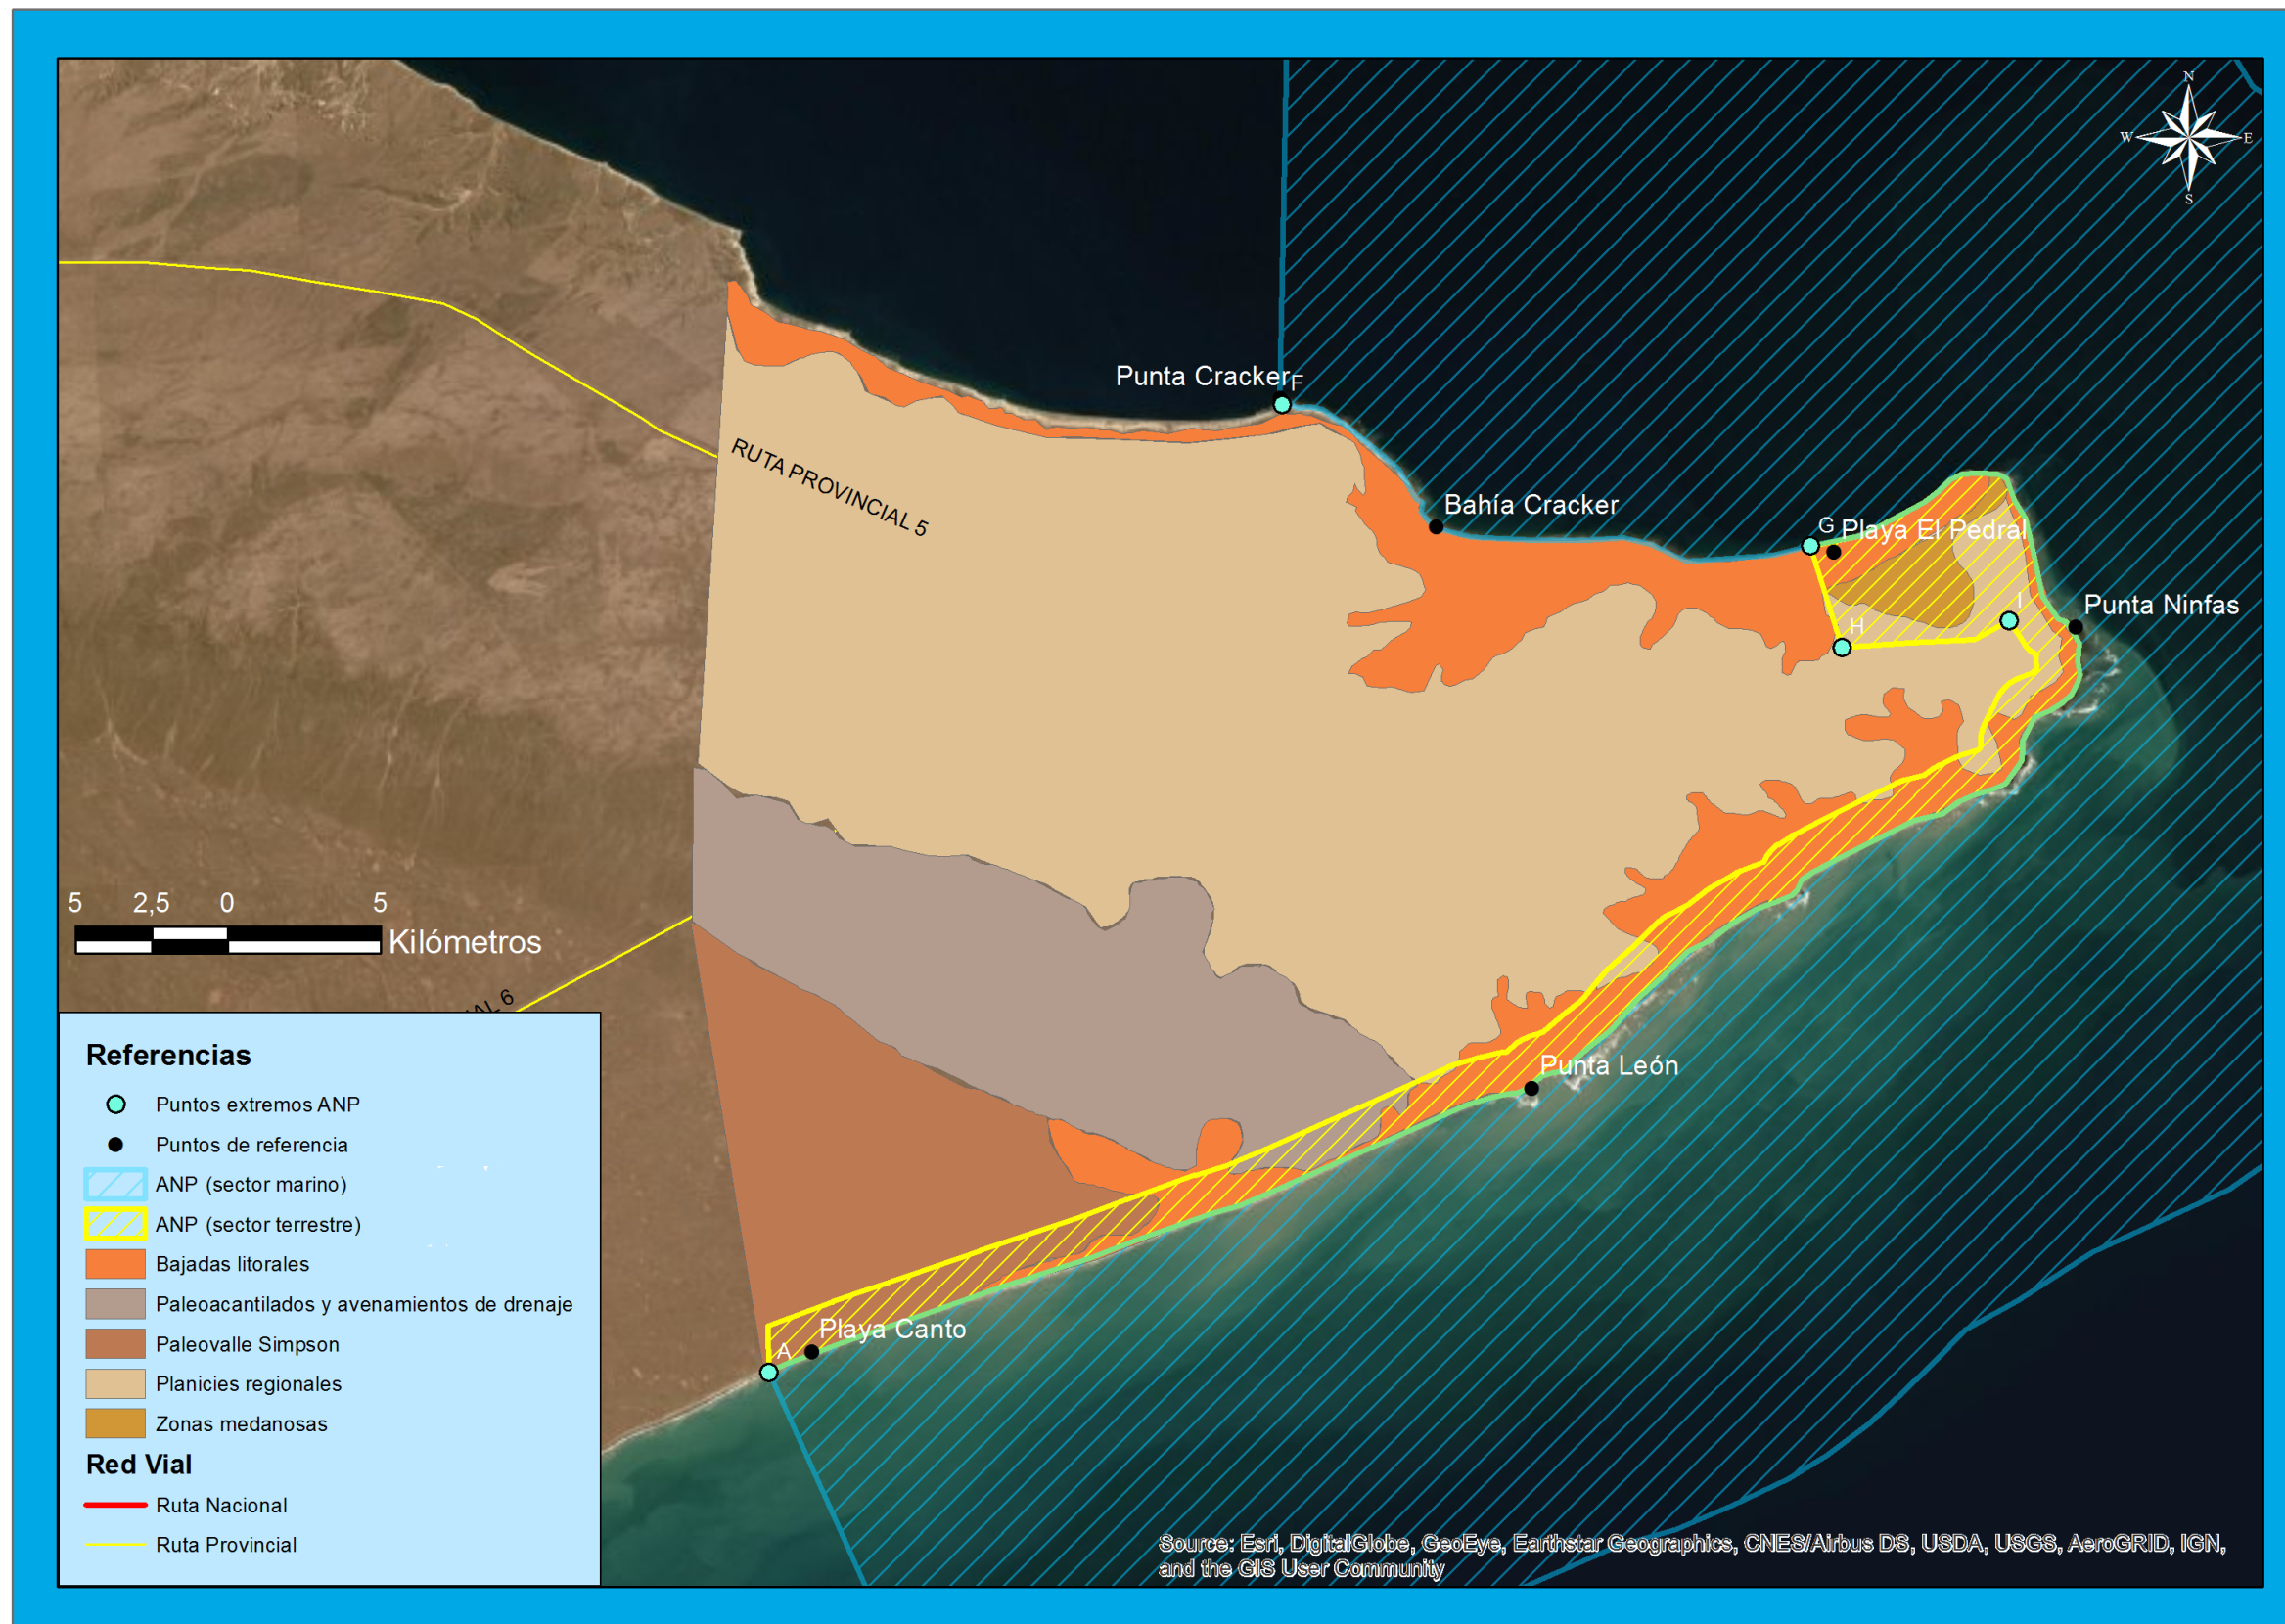 N
W E
S
Punta Cracker F
RUTA PROVINCIAL 5
Bahía Cracker
G Playa El Pedral
I
Punta Ninfas
H
5 2,5 0 5
Kilómetros
IAL 6
Punta León
Playa Canto
A
Referencias
Puntos extremos ANP
Puntos de referencia
ANP (sector marino)
ANP (sector terrestre)
Bajadas litorales
Paleoacantilados y avenamientos de drenaje
Paleovalle Simpson
Planicies regionales
Zonas medanosas
Red Vial
Ruta Nacional
Ruta Provincial
Source: Esri, DigitalGlobe, GeoEye, Earthstar Geographics, CNES/Airbus DS, USDA, USGS, AeroGRID, IGN,
and the GIS User Community